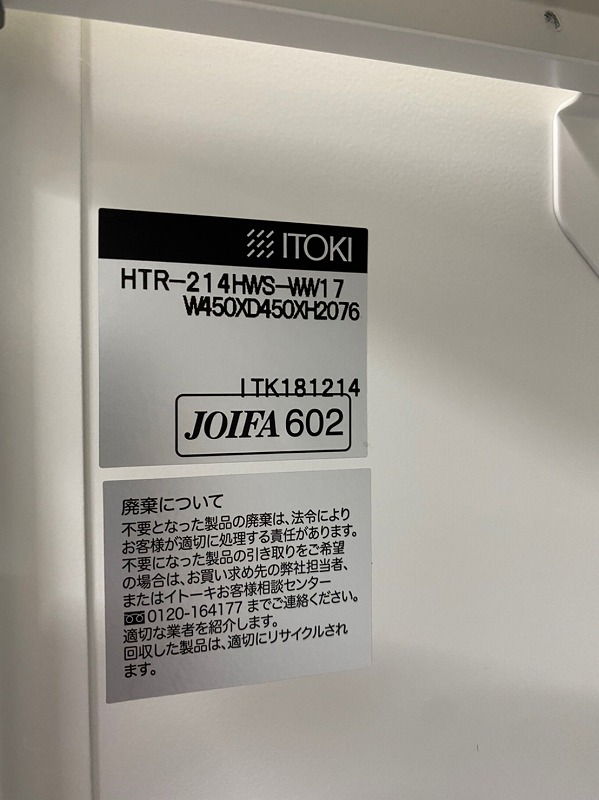 ITOKI
HTR-214HWS-WW17
W450XD450XH2076
ITK181214
JOIFA 602
廃棄について
不要となった製品の廃棄は、法令により
お客様が適切に処理する責任があります。
不要になった製品の引き取りをご希望
の場合は、お買い求め先の弊社担当者、
またはイトーキお客様相談センター
0120-164177 までご連絡ください。
適切な業者を紹介します。
回収した製品は、適切にリサイクルされ
ます。